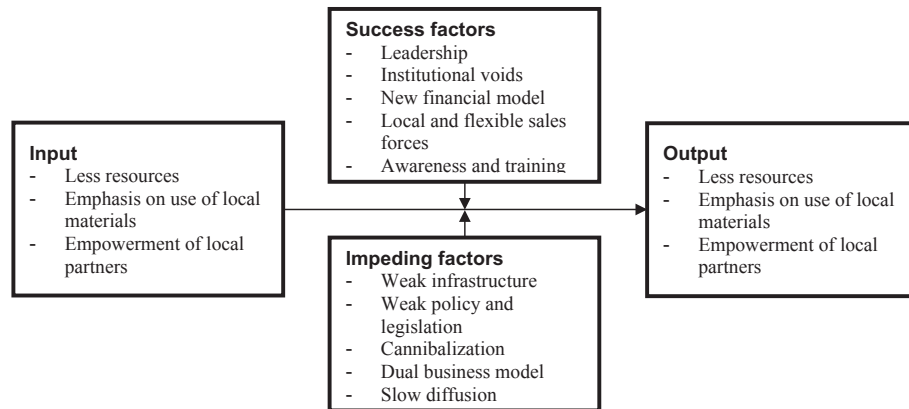 Success factors
- Leadership
- Institutional voids
- New financial model
- Local and flexible sales
forces
- Awareness and training
Input
- Less resources
- Emphasis on use of local
materials
- Empowerment of local
partners
Output
- Less resources
- Emphasis on use of local
materials
- Empowerment of local
partners
Impeding factors
- Weak infrastructure
- Weak policy and
legislation
- Cannibalization
- Dual business model
- Slow diffusion